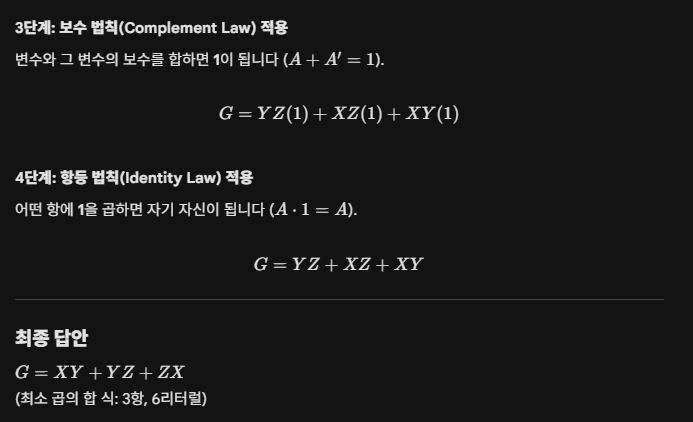 3단계: 보수 법칙(Complement Law) 적용
변수와 그 변수의 보수를 합하면 1이 됩니다 (A + A′ = 1).
G = YZ(1) + XZ(1) + XY(1)
4단계: 항등 법칙(Identity Law) 적용
어떤 항에 1을 곱하면 자기 자신이 됩니다 (A · 1 = A).
G = YZ + XZ + XY
최종 답안
G = XY + YZ + ZX
(최소 곱의 합 식: 3항, 6리터럴)